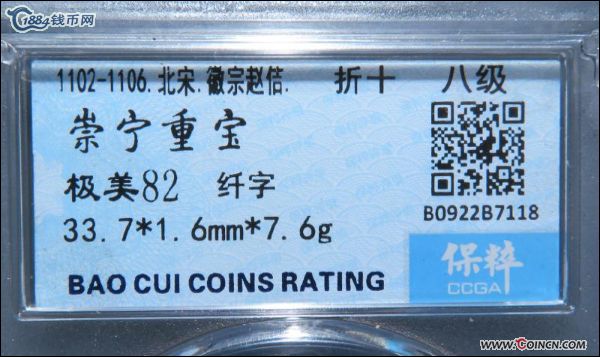 1884钱币网
1102-1106.北宋.徽宗赵佶. 折十 八级
崇宁重宝
极美82 纤字
33.7*1.6mm*7.6g
B0922B7118
BAO CUI COINS RATING
保粹
CCGA
www.COINCN.com